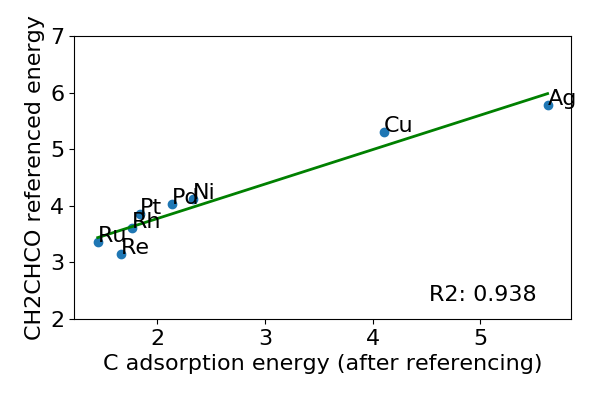 7
6
5
4
3
2
CH2CHCO referenced energy
Ag
Cu
Ni
Pd
Pt
Rh
Ru
Re
R2: 0.938
2 3 4 5
C adsorption energy (after referencing)